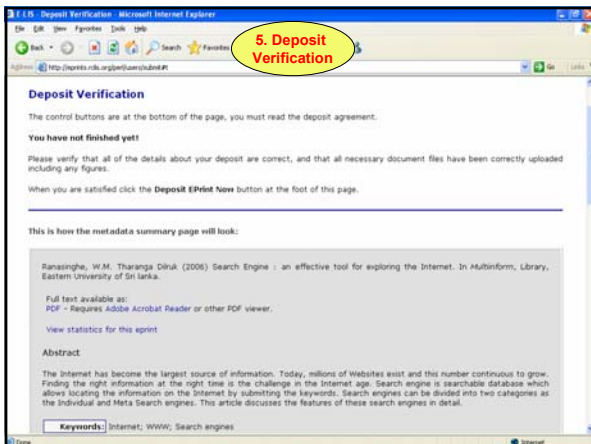 E-LIS - Deposit Verification - Microsoft Internet Explorer
File Edit View Favorites Tools Help
Back Search Favorites
5. Deposit
Verification
Address http://eprints.rclis.org/perl/users/submit#t Go Links
Deposit Verification
The control buttons are at the bottom of the page, you must read the deposit agreement.
You have not finished yet!
Please verify that all of the details about your deposit are correct, and that all necessary document files have been correctly uploaded
including any figures.
When you are satisfied click the Deposit EPrint Now button at the foot of this page.
This is how the metadata summary page will look:
Ranasinghe, W.M. Tharanga Dilruk (2006) Search Engine : an effective tool for exploring the Internet. In Multinform, Library,
Eastern University of Sri lanka.
Full text available as:
PDF - Requires Adobe Acrobat Reader or other PDF viewer.
View statistics for this eprint
Abstract
The Internet has become the largest source of information. Today, millions of Websites exist and this number continuous to grow.
Finding the right information at the right time is the challenge in the Internet age. Search engine is searchable database which
allows locating the information on the Internet by submitting the keywords. Search engines can be divided into two categories as
the Individual and Meta Search engines. This article discusses the features of these search engines in detail.
Keywords: Internet; WWW; Search engines
Done Internet